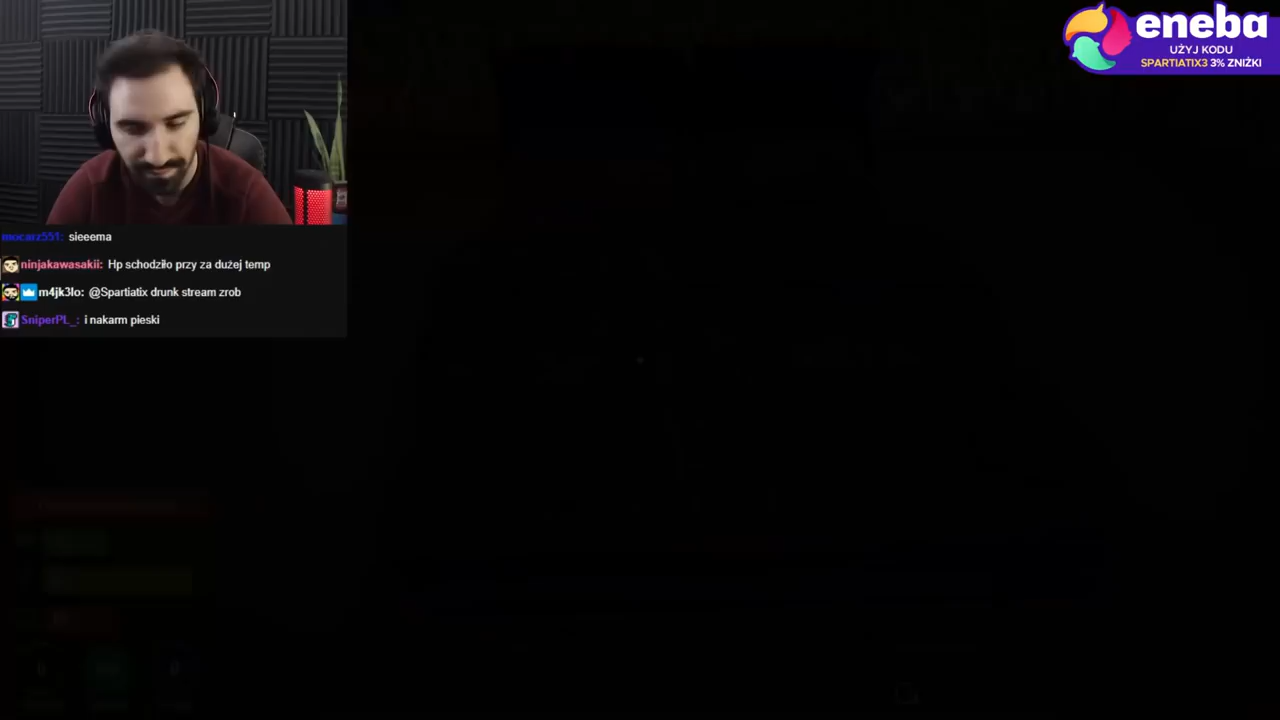 eneba
UŻYJ KODU
SPARTIATIX3 3% ZNIŻKI
mocarz551: sieeema
ninjakawasakii: Hp schodziło przy za dużej temp
m4jk3lo: @Spartiatix drunk stream zrob
SniperPL_: i nakarm pieski